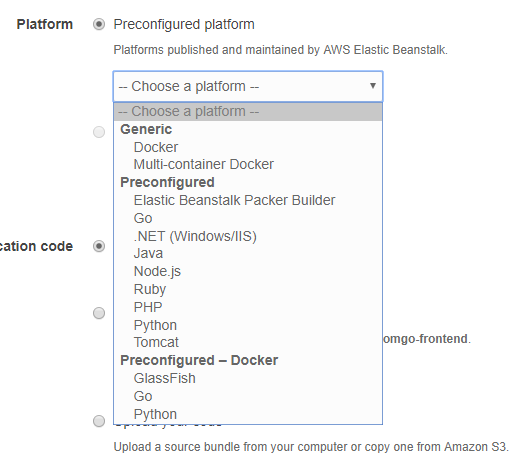 Platform
Preconfigured platform
Platforms published and maintained by AWS Elastic Beanstalk.
-- Choose a platform --
-- Choose a platform --
Generic
Docker
Multi-container Docker
Preconfigured
Elastic Beanstalk Packer Builder
Go
.NET (Windows/IIS)
Java
cation code
Node.js
Ruby
PHP
Python
omgo-frontend.
Tomcat
Preconfigured – Docker
GlassFish
Go
Python
Upload a source bundle from your computer or copy one from Amazon S3.